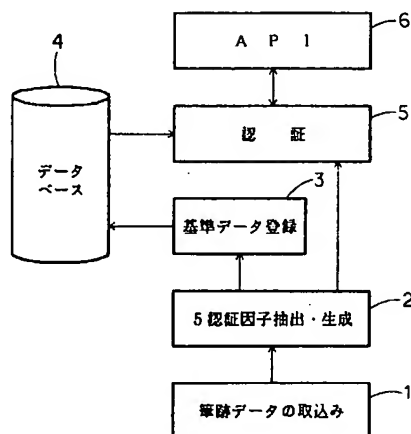 6
A P I
4
5
認 証
データ
ベース
3
基準データ登録
2
5認証因子抽出・生成
1
筆跡データの取込み